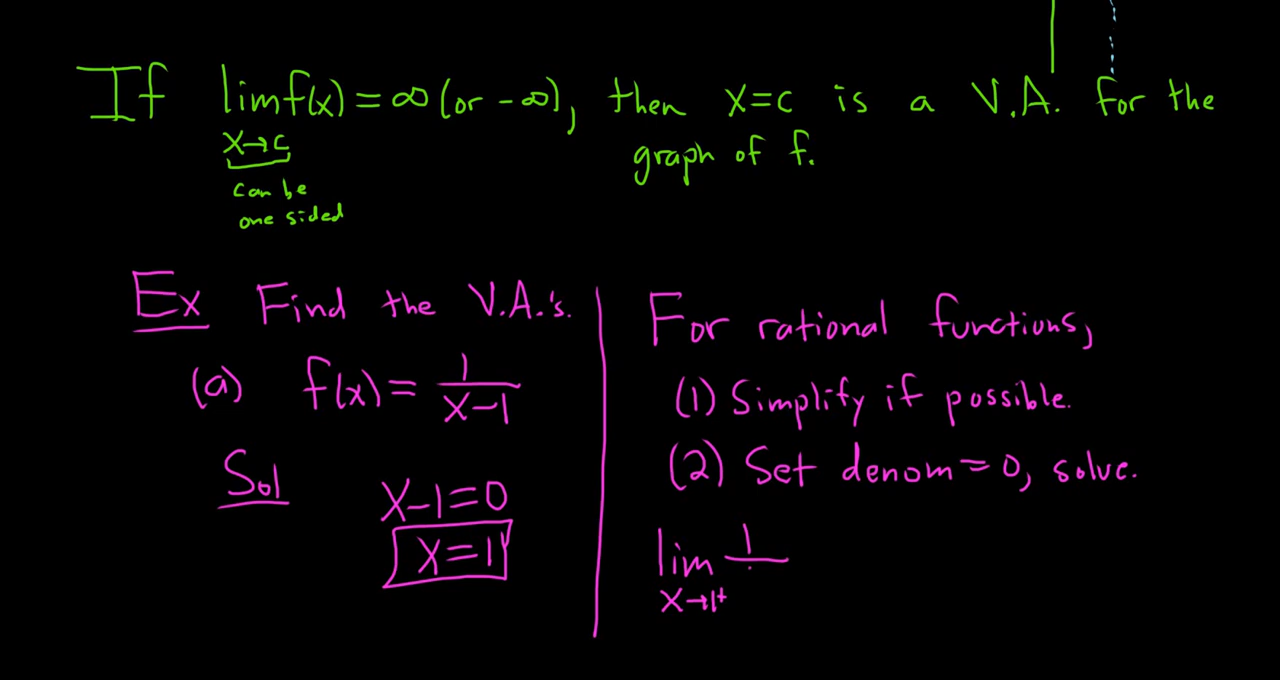 If lim f(x) = ∞ (or -∞), then x=c is a V.A. for the
x→c graph of f.
can be
one sided
Ex Find the V.A.'s.
(a) f(x) = 1/(x-1)
Sol
x-1=0
x=1
For rational functions,
(1) Simplify if possible.
(2) Set denom=0, solve.
lim 1/
x→1+